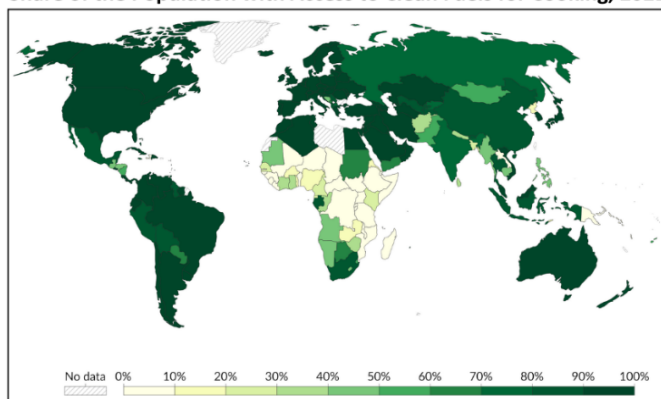 Share of the Population with Access to Clean Fuels for Cooking,
No data 0% 10% 20% 30% 40% 50% 60% 70% 80% 90% 100%